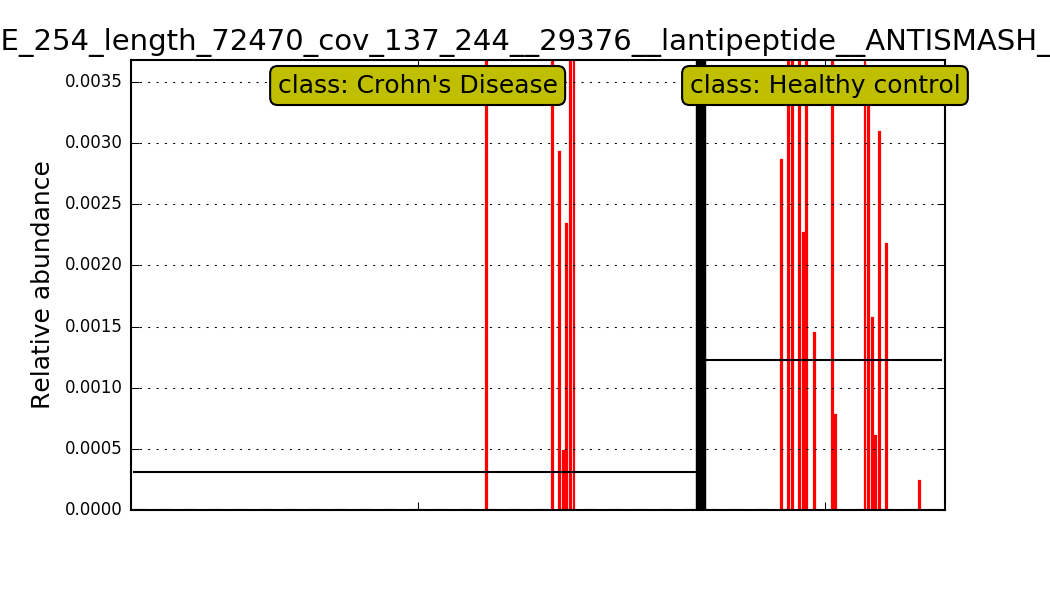 E_254_length_72470_cov_137_244__29376__lantipeptide__ANTISMASH_
class: Crohn's Disease
class: Healthy control
Relative abundance
0.0035
0.0030
0.0025
0.0020
0.0015
0.0010
0.0005
0.0000